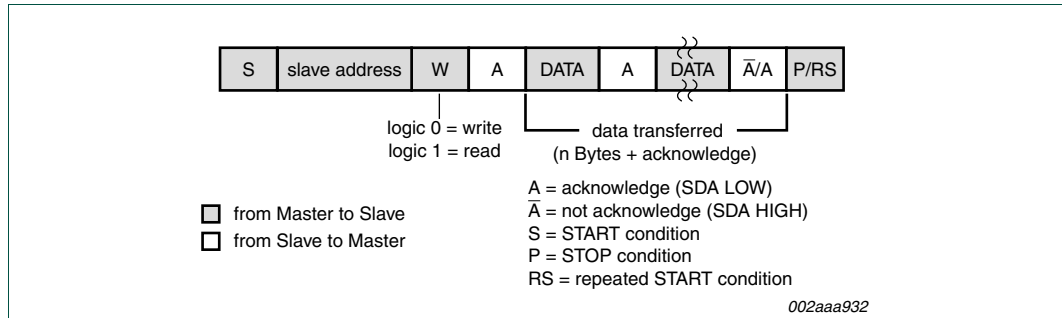 S slave address W A DATA A DATA A̅/A P/RS
logic 0 = write
logic 1 = read
data transferred
(n Bytes + acknowledge)
A = acknowledge (SDA LOW)
A̅ = not acknowledge (SDA HIGH)
S = START condition
P = STOP condition
RS = repeated START condition
from Master to Slave
from Slave to Master
002aaa932